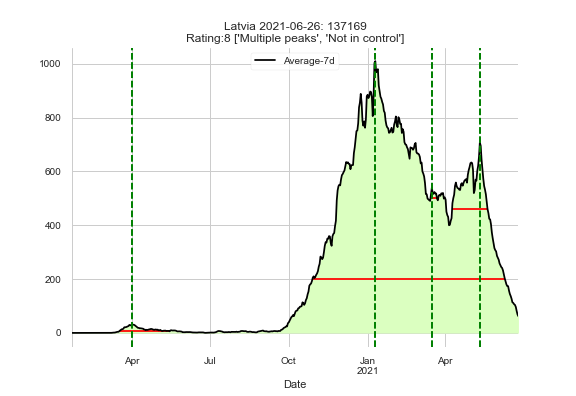 Latvia 2021-06-26: 137169
Rating:8 ['Multiple peaks', 'Not in control']
Average-7d
1000
800
600
400
200
0
Apr Jul Oct Jan Apr
2021
Date